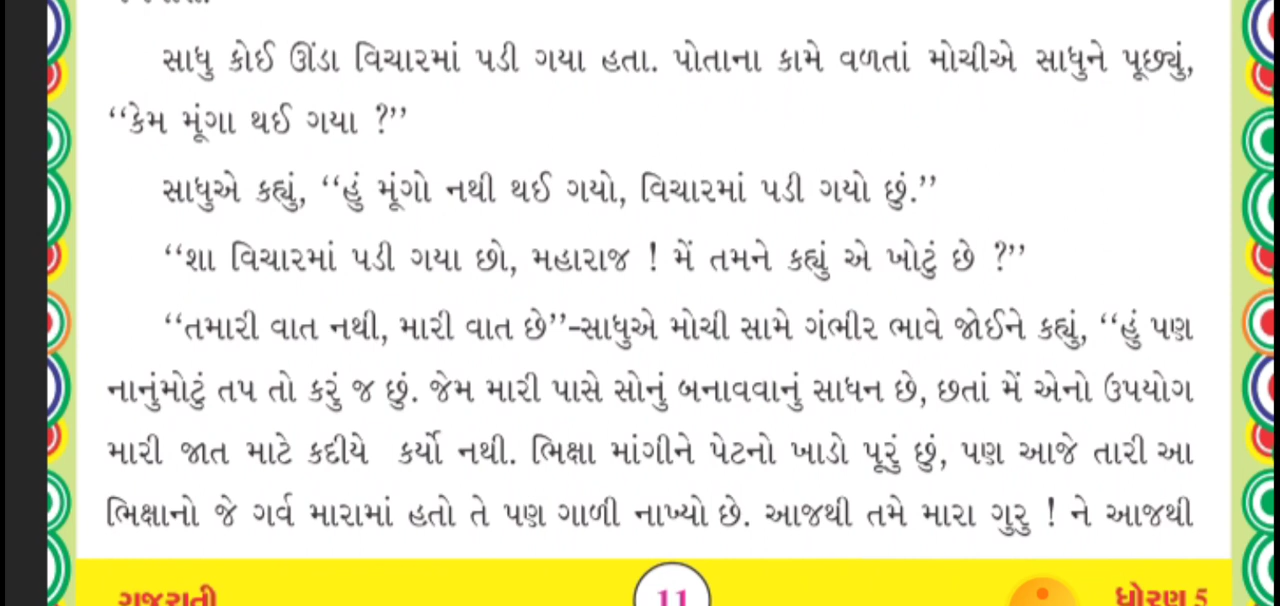 સાધુ કોઈ ઊંડા વિચારમાં પડી ગયા હતા. પોતાના કામે વળતાં મોચીએ સાધુને પૂછ્યું,
“કેમ મૂંગા થઈ ગયા ?”
સાધુએ કહ્યું, “હું મૂંગો નથી થઈ ગયો, વિચારમાં પડી ગયો છું.”
“શા વિચારમાં પડી ગયા છો, મહારાજ ! મેં તમને કહ્યું એ ખોટું છે ?”
“તમારી વાત નથી, મારી વાત છે”-સાધુએ મોચી સામે ગંભીર ભાવે જોઈને કહ્યું, “હું પણ
નાનુંમોટું તપ તો કરું જ છું. જેમ મારી પાસે સોનું બનાવવાનું સાધન છે, છતાં મેં એનો ઉપયોગ
મારી જાત માટે કદીયે કર્યો નથી. ભિક્ષા માંગીને પેટનો ખાડો પૂરું છું, પણ આજે તારી આ
ભિક્ષાનો જે ગર્વ મારામાં હતો તે પણ ગાળી નાખ્યો છે. આજથી તમે મારા ગુરુ ! ને આજથી
ગુજરાતી 11 ધોરણ 5